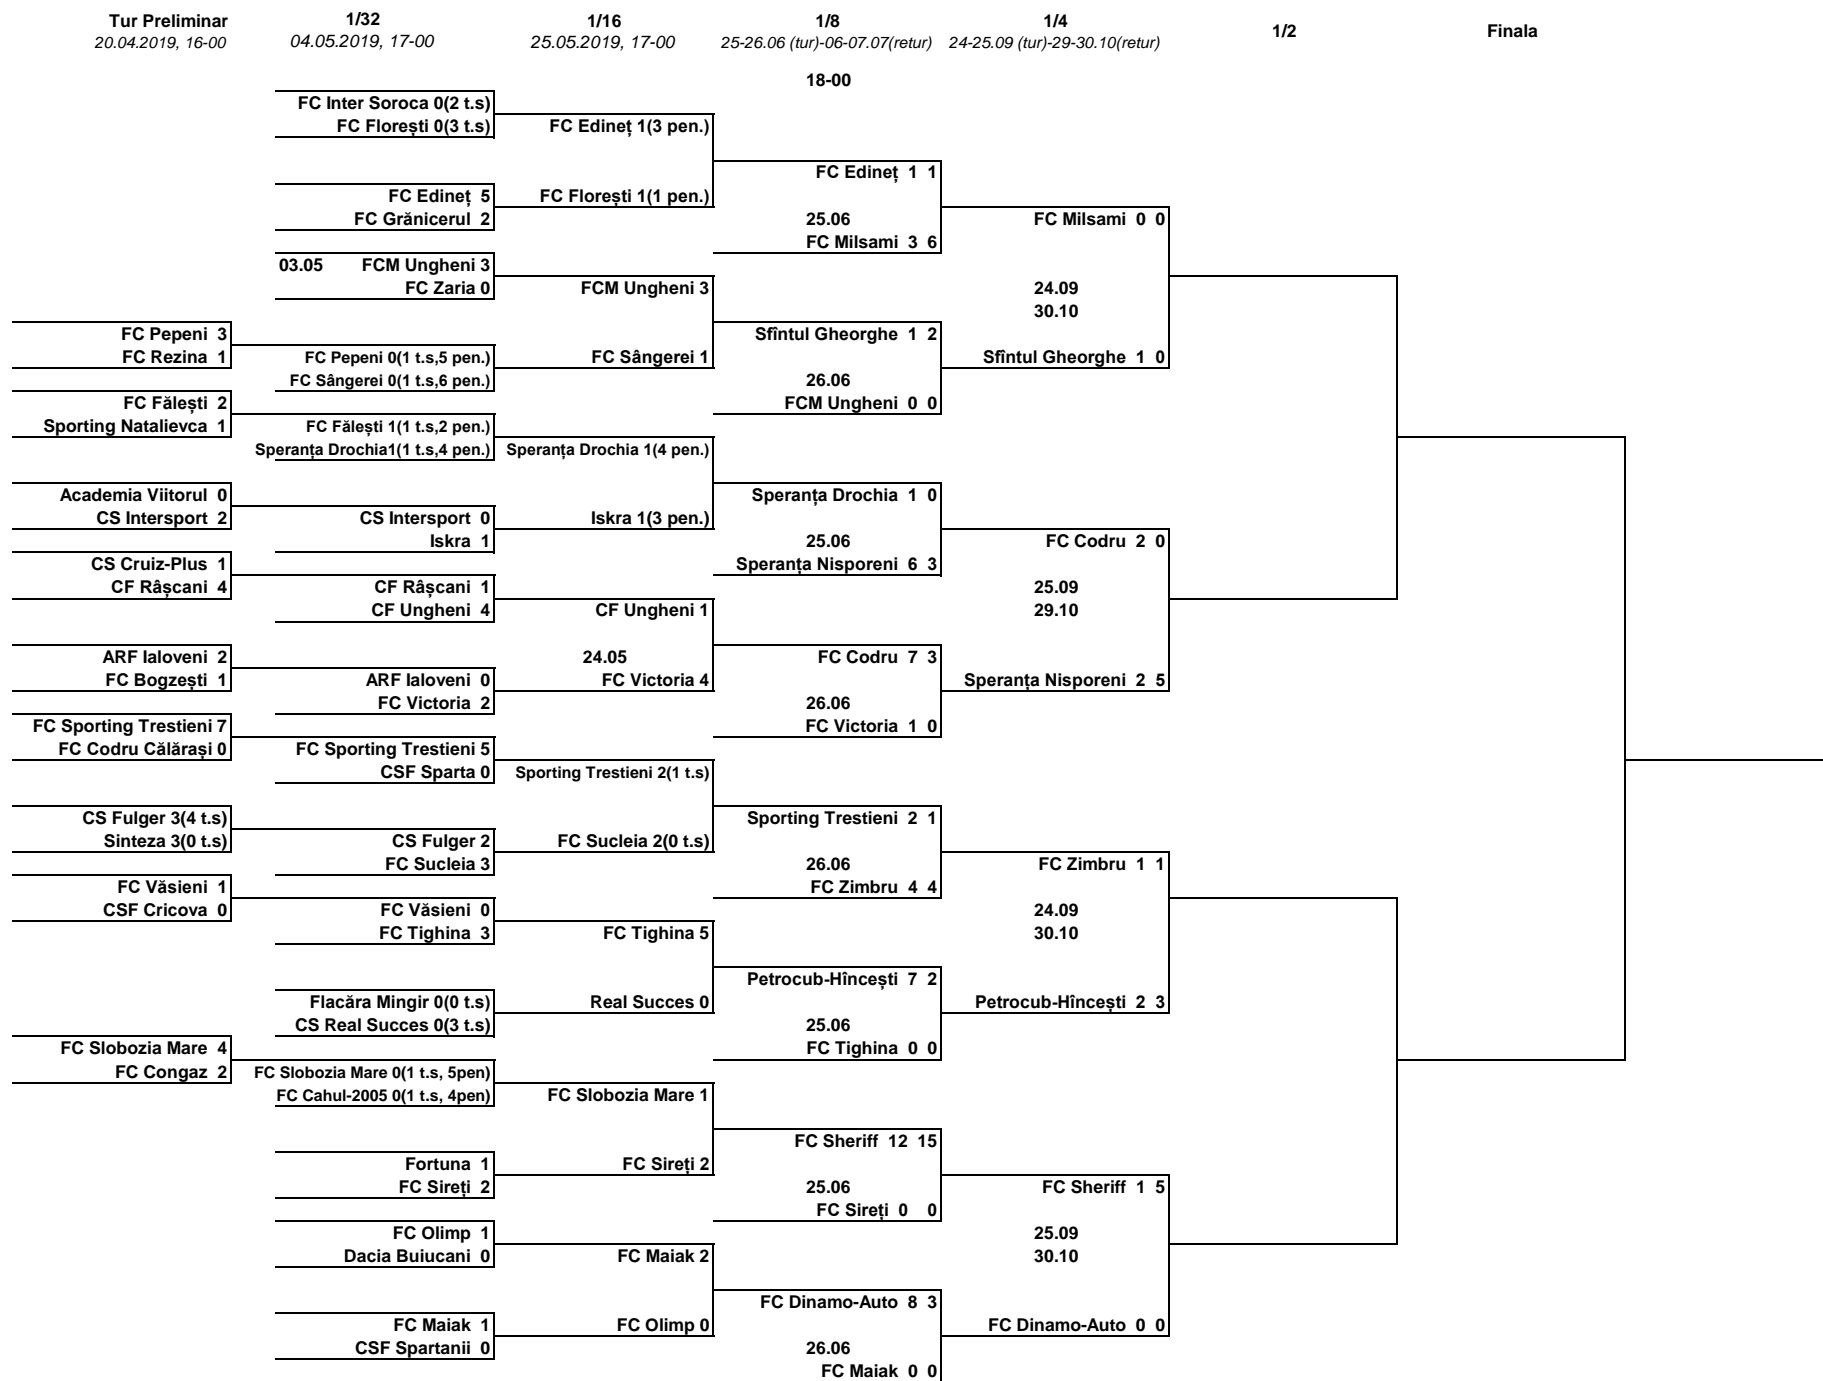 Tur Preliminar
20.04.2019, 16-00
1/32
04.05.2019, 17-00
1/16
25.05.2019, 17-00
1/8
25-26.06 (tur)-06-07.07(retur)
18-00
1/4
24-25.09 (tur)-29-30.10(retur)
1/2
Finala
FC Pepeni 3
FC Rezina 1
FC Fălești 2
Sporting Natalievca 1
Academia Viitorul 0
CS Intersport 2
CS Cruiz-Plus 1
CF Râșcani 4
ARF Ialoveni 2
FC Bogzești 1
FC Sporting Trestieni 7
FC Codru Călărași 0
CS Fulger 3(4 t.s)
Sinteza 3(0 t.s)
FC Văsieni 1
CSF Cricova 0
FC Slobozia Mare 4
FC Congaz 2
FC Inter Soroca 0(2 t.s)
FC Florești 0(3 t.s)
FC Edineț 5
FC Grănicerul 2
03.05 FCM Ungheni 3
FC Zaria 0
FC Pepeni 0(1 t.s,5 pen.)
FC Sângerei 0(1 t.s,6 pen.)
FC Fălești 1(1 t.s,2 pen.)
Speranța Drochia1(1 t.s,4 pen.)
CS Intersport 0
Iskra 1
CF Râșcani 1
CF Ungheni 4
ARF Ialoveni 0
FC Victoria 2
FC Sporting Trestieni 5
CSF Sparta 0
CS Fulger 2
FC Sucleia 3
FC Văsieni 0
FC Tighina 3
Flacăra Mingir 0(0 t.s)
CS Real Succes 0(3 t.s)
FC Slobozia Mare 0(1 t.s, 5pen)
FC Cahul-2005 0(1 t.s, 4pen)
Fortuna 1
FC Sireți 2
FC Olimp 1
Dacia Buiucani 0
FC Maiak 1
CSF Spartanii 0
FC Edineț 1(3 pen.)
FC Florești 1(1 pen.)
FCM Ungheni 3
FC Sângerei 1
Speranța Drochia 1(4 pen.)
Iskra 1(3 pen.)
CF Ungheni 1
24.05
FC Victoria 4
Sporting Trestieni 2(1 t.s)
FC Sucleia 2(0 t.s)
FC Tighina 5
Real Succes 0
FC Slobozia Mare 1
FC Sireți 2
FC Maiak 2
FC Olimp 0
FC Edineț 1 1
25.06
FC Milsami 3 6
Sfîntul Gheorghe 1 2
26.06
FCM Ungheni 0 0
Speranța Drochia 1 0
25.06
Speranța Nisporeni 6 3
FC Codru 7 3
26.06
FC Victoria 1 0
Sporting Trestieni 2 1
26.06
FC Zimbru 4 4
Petrocub-Hîncești 7 2
25.06
FC Tighina 0 0
FC Sheriff 12 15
25.06
FC Sireți 0 0
FC Dinamo-Auto 8 3
26.06
FC Maiak 0 0
FC Milsami 0 0
24.09
30.10
Sfîntul Gheorghe 1 0
FC Codru 2 0
25.09
29.10
Speranța Nisporeni 2 5
FC Zimbru 1 1
24.09
30.10
Petrocub-Hîncești 2 3
FC Sheriff 1 5
25.09
30.10
FC Dinamo-Auto 0 0